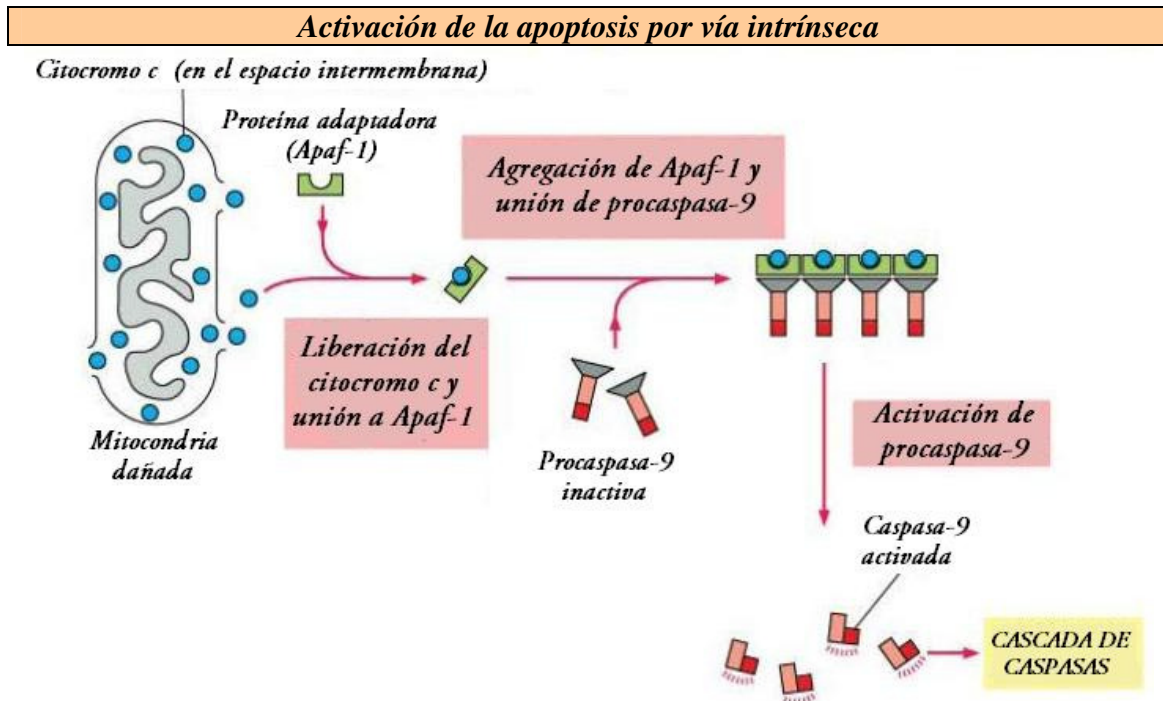 Activación de la apoptosis por vía intrínseca
Citocromo c (en el espacio intermembrana)
Proteína adaptadora
(Apaf-1)
Agregación de Apaf-1 y
unión de procaspasa-9
Liberación del
citocromo c y
unión a Apaf-1
Mitocondria
dañada
Procaspasa-9
inactiva
Activación de
procaspasa-9
Caspasa-9
activada
CASCADA DE
CASPASAS